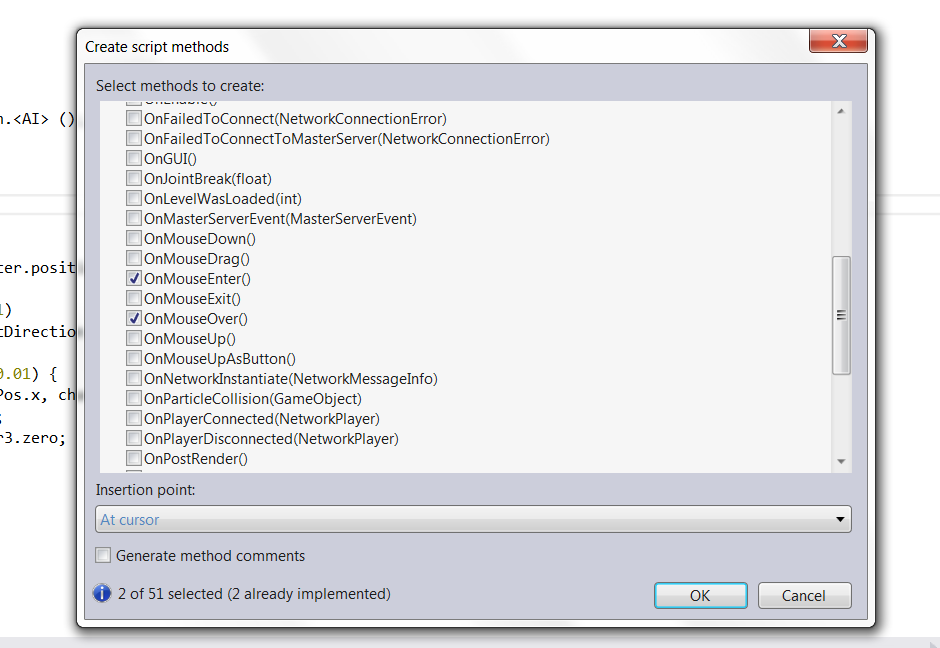 Create script methods
Select methods to create:
OnEnable()
OnFailedToConnect(NetworkConnectionError)
OnFailedToConnectToMasterServer(NetworkConnectionError)
OnGUI()
OnJointBreak(float)
OnLevelWasLoaded(int)
OnMasterServerEvent(MasterServerEvent)
OnMouseDown()
OnMouseDrag()
OnMouseEnter()
OnMouseExit()
OnMouseOver()
OnMouseUp()
OnMouseUpAsButton()
OnNetworkInstantiate(NetworkMessageInfo)
OnParticleCollision(GameObject)
OnPlayerConnected(NetworkPlayer)
OnPlayerDisconnected(NetworkPlayer)
OnPostRender()
Insertion point:
At cursor
Generate method comments
2 of 51 selected (2 already implemented)
OK
Cancel
.<AI> ()
ter.posit
)
tDirectio
0.01) {
Pos.x, ch
;
r3.zero;